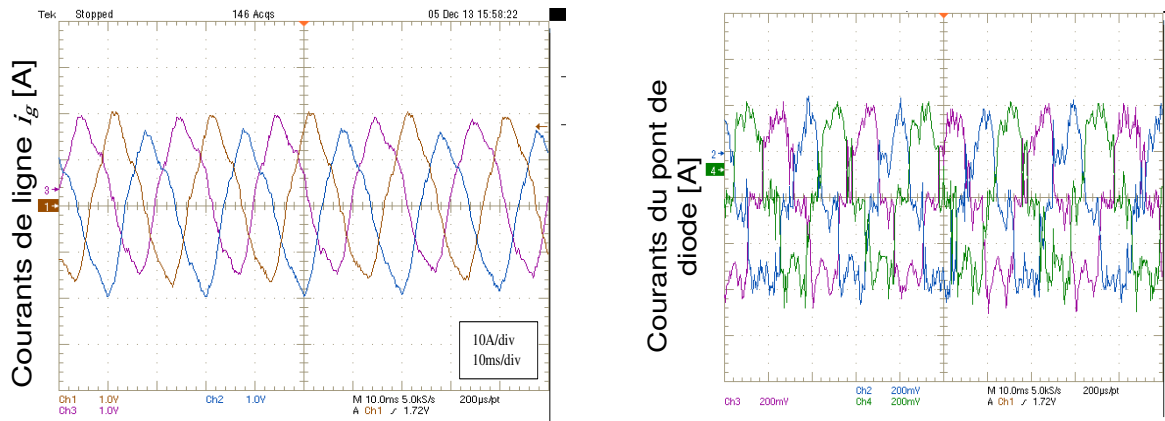 Tek Stopped 146 Acqs 05 Dec 13 15:58:22
Courants de ligne ig [A]
3
1
10A/div
10ms/div
Ch1 1.0V Ch2 1.0V M 10.0ms 5.0kS/s 200µs/pt
Ch3 1.0V A Ch1 ∕ 1.72V
Courants du pont de
diode [A]
2
4
Ch2 200mV M 10.0ms 5.0kS/s 200µs/pt
Ch3 200mV Ch4 200mV A Ch1 ∕ 1.72V